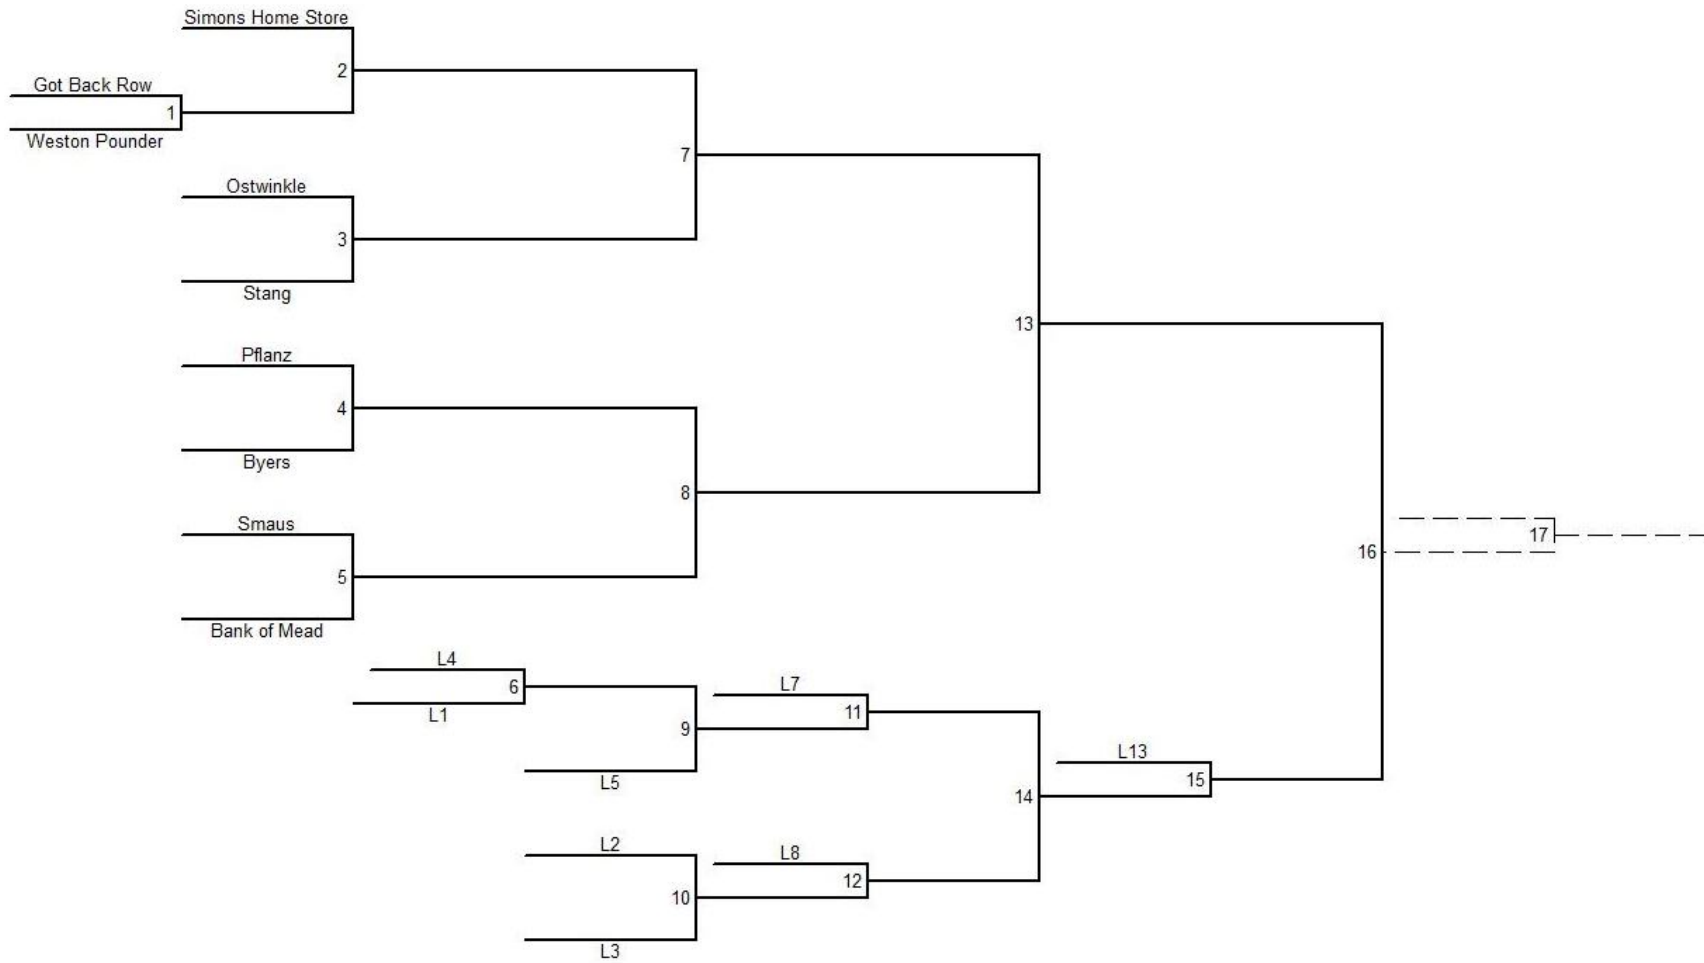 Simons Home Store
2
Got Back Row
1
Weston Pounder
7
Ostwinkle
3
Stang
13
Pflanz
4
Byers
8
Smaus
17
16
5
Bank of Mead
L4
6
L1
L7
11
9
L5
L13
15
14
L2
L8
12
10
L3